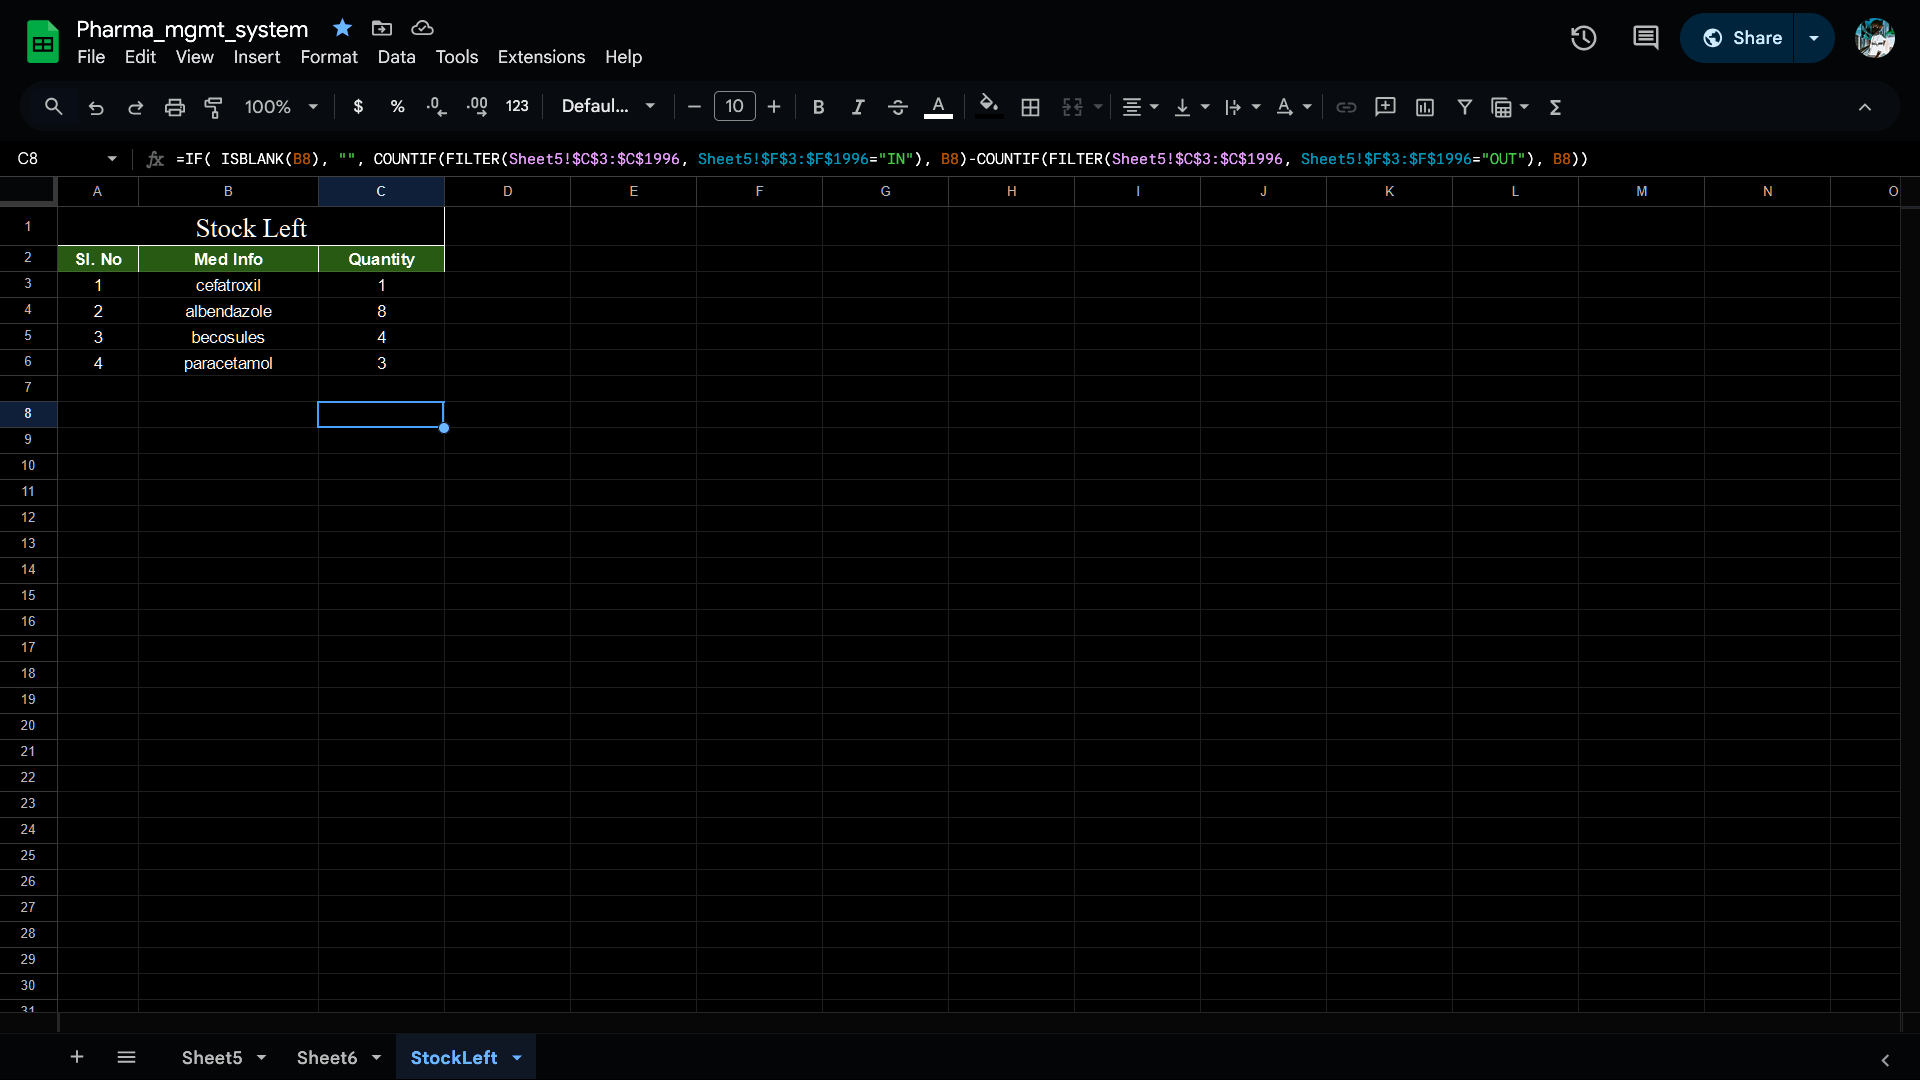 Pharma_mgmt_system
File Edit View Insert Format Data Tools Extensions Help
Share
100% $ % .0 .00 123 Defaul... 10 B I A Σ
C8 fx =IF( ISBLANK(B8), "", COUNTIF(FILTER(Sheet5!$C$3:$C$1996, Sheet5!$F$3:$F$1996="IN"), B8)-COUNTIF(FILTER(Sheet5!$C$3:$C$1996, Sheet5!$F$3:$F$1996="OUT"), B8))
A B C D E F G H I J K L M N O
1 Stock Left
2 Sl. No Med Info Quantity
3 1 cefatroxil 1
4 2 albendazole 8
5 3 becosules 4
6 4 paracetamol 3
7
8
9
10
11
12
13
14
15
16
17
18
19
20
21
22
23
24
25
26
27
28
29
30
31
Sheet5 Sheet6 StockLeft